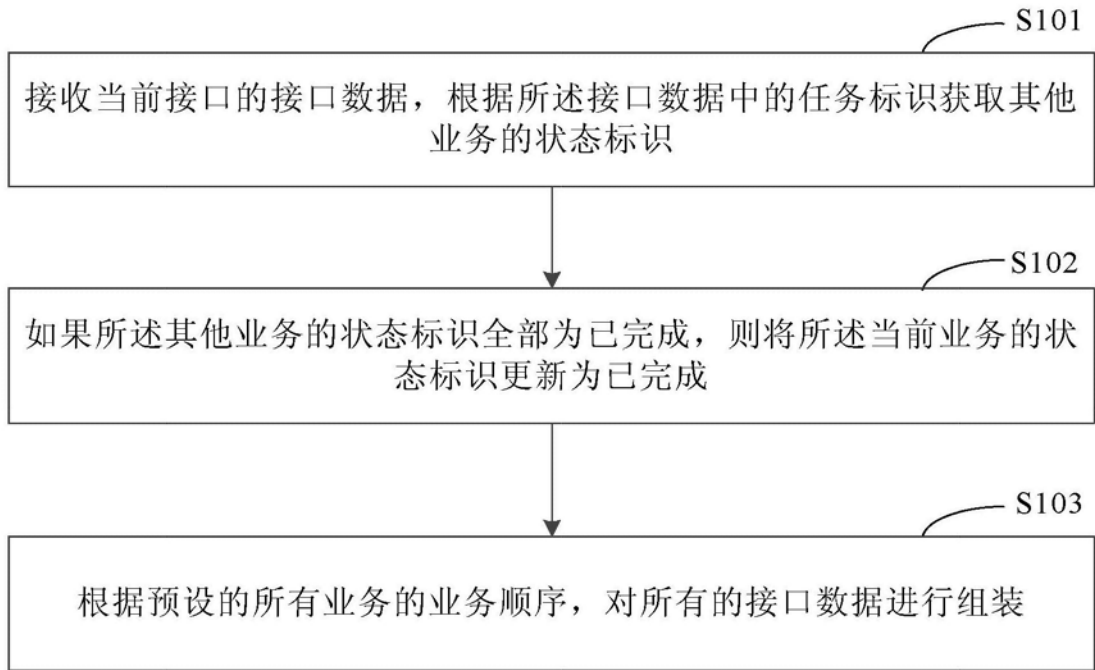 S101
接收当前接口的接口数据，根据所述接口数据中的任务标识获取其他
业务的状态标识
S102
如果所述其他业务的状态标识全部为已完成，则将所述当前业务的状
态标识更新为已完成
S103
根据预设的所有业务的业务顺序，对所有的接口数据进行组装